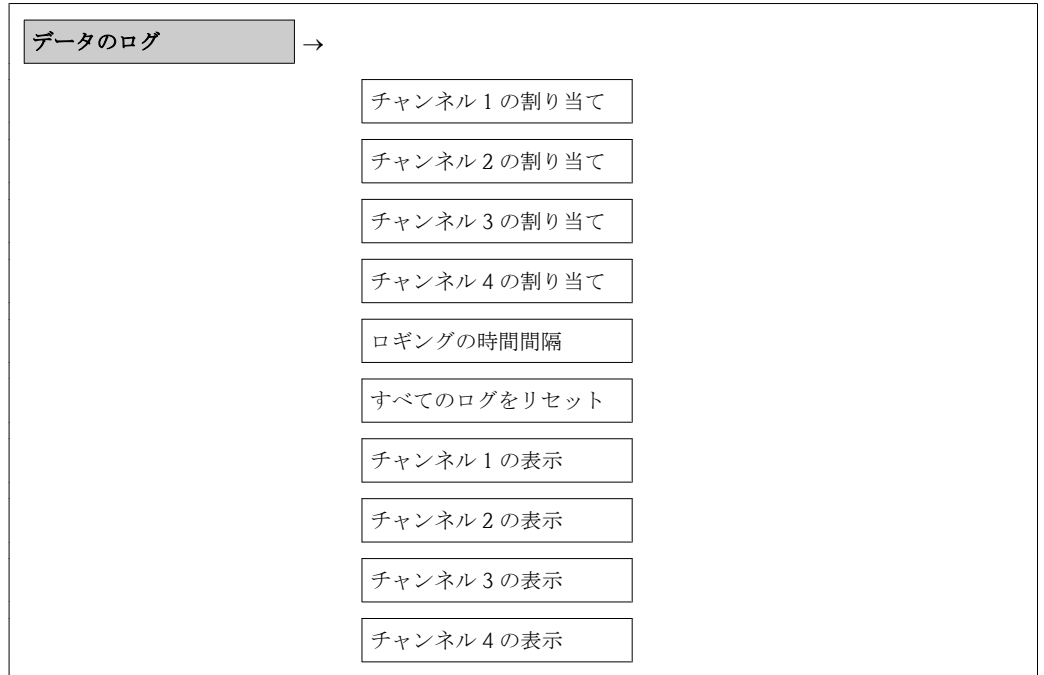 データのログ →
チャンネル 1 の割り当て
チャンネル 2 の割り当て
チャンネル 3 の割り当て
チャンネル 4 の割り当て
ロギングの時間間隔
すべてのログをリセット
チャンネル 1 の表示
チャンネル 2 の表示
チャンネル 3 の表示
チャンネル 4 の表示